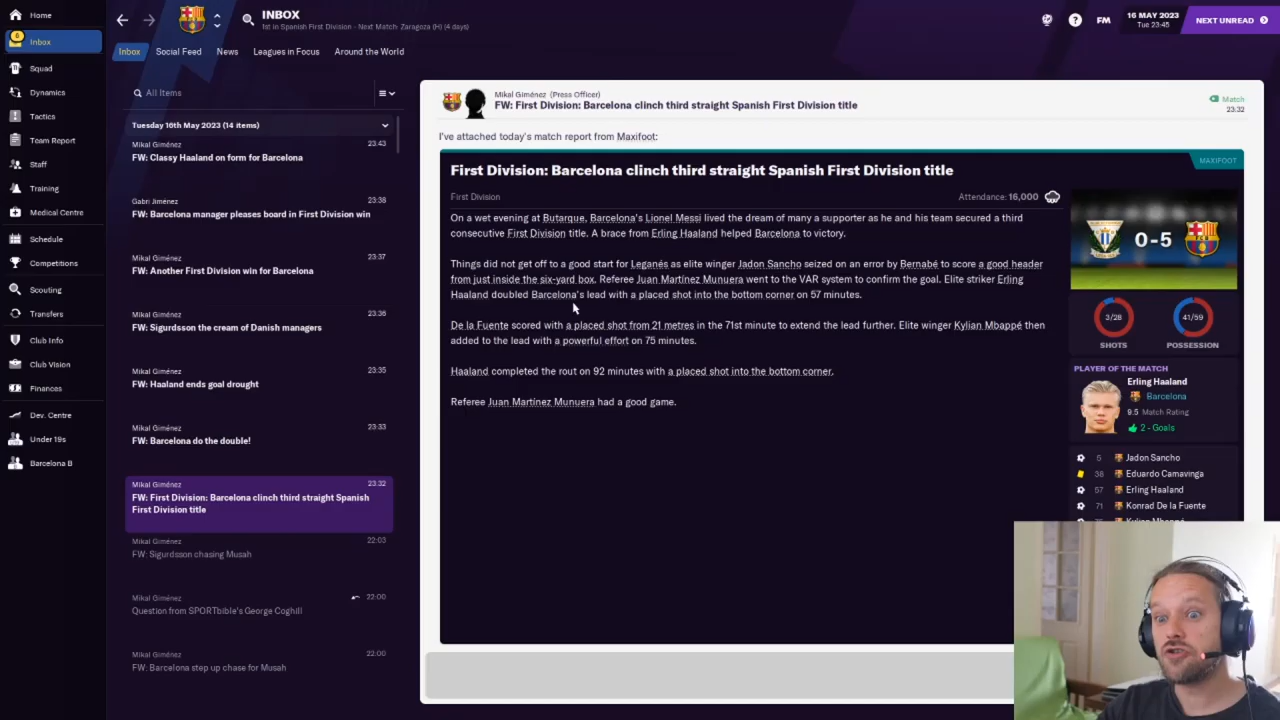 Home
6
Inbox
Squad
Dynamics
Tactics
Team Report
Staff
Training
Medical Centre
Schedule
Competitions
Scouting
Transfers
Club Info
Club Vision
Finances
Dev. Centre
Under 19s
Barcelona B
INBOX
1st in Spanish First Division - Next Match: Zaragoza (H) (4 days)
FM
16 MAY 2023
Tue 23:45
NEXT UNREAD
Inbox
Social Feed
News
Leagues in Focus
Around the World
All Items
Tuesday 16th May 2023 (14 items)
Mikal Giménez 23:43
FW: Classy Haaland on form for Barcelona
Gabri Jiménez 23:38
FW: Barcelona manager pleases board in First Division win
Mikal Giménez 23:37
FW: Another First Division win for Barcelona
Mikal Giménez 23:36
FW: Sigurdsson the cream of Danish managers
Mikal Giménez 23:35
FW: Haaland ends goal drought
Mikal Giménez 23:33
FW: Barcelona do the double!
Mikal Giménez 23:32
FW: First Division: Barcelona clinch third straight Spanish
First Division title
Mikal Giménez 22:03
FW: Sigurdsson chasing Musah
Mikal Giménez 22:00
Question from SPORTbible's George Coghill
Mikal Giménez 22:00
FW: Barcelona step up chase for Musah
Mikal Giménez (Press Officer)
FW: First Division: Barcelona clinch third straight Spanish First Division title
Match
23:32
I've attached today's match report from Maxifoot:
MAXIFOOT
First Division: Barcelona clinch third straight Spanish First Division title
First Division
Attendance: 16,000
On a wet evening at Butarque, Barcelona's Lionel Messi lived the dream of many a supporter as he and his team secured a third
consecutive First Division title. A brace from Erling Haaland helped Barcelona to victory.
Things did not get off to a good start for Leganés as elite winger Jadon Sancho seized on an error by Bernabé to score a good header
from just inside the six-yard box. Referee Juan Martínez Munuera went to the VAR system to confirm the goal. Elite striker Erling
Haaland doubled Barcelona's lead with a placed shot into the bottom corner on 57 minutes.
De la Fuente scored with a placed shot from 21 metres in the 71st minute to extend the lead further. Elite winger Kylian Mbappé then
added to the lead with a powerful effort on 75 minutes.
Haaland completed the rout on 92 minutes with a placed shot into the bottom corner.
Referee Juan Martínez Munuera had a good game.
0-5
3/28
41/59
SHOTS
POSSESSION
PLAYER OF THE MATCH
Erling Haaland
Barcelona
9.5 Match Rating
2 - Goals
5 Jadon Sancho
38 Eduardo Camavinga
57 Erling Haaland
71 Konrad De la Fuente
Kylian Mbappé